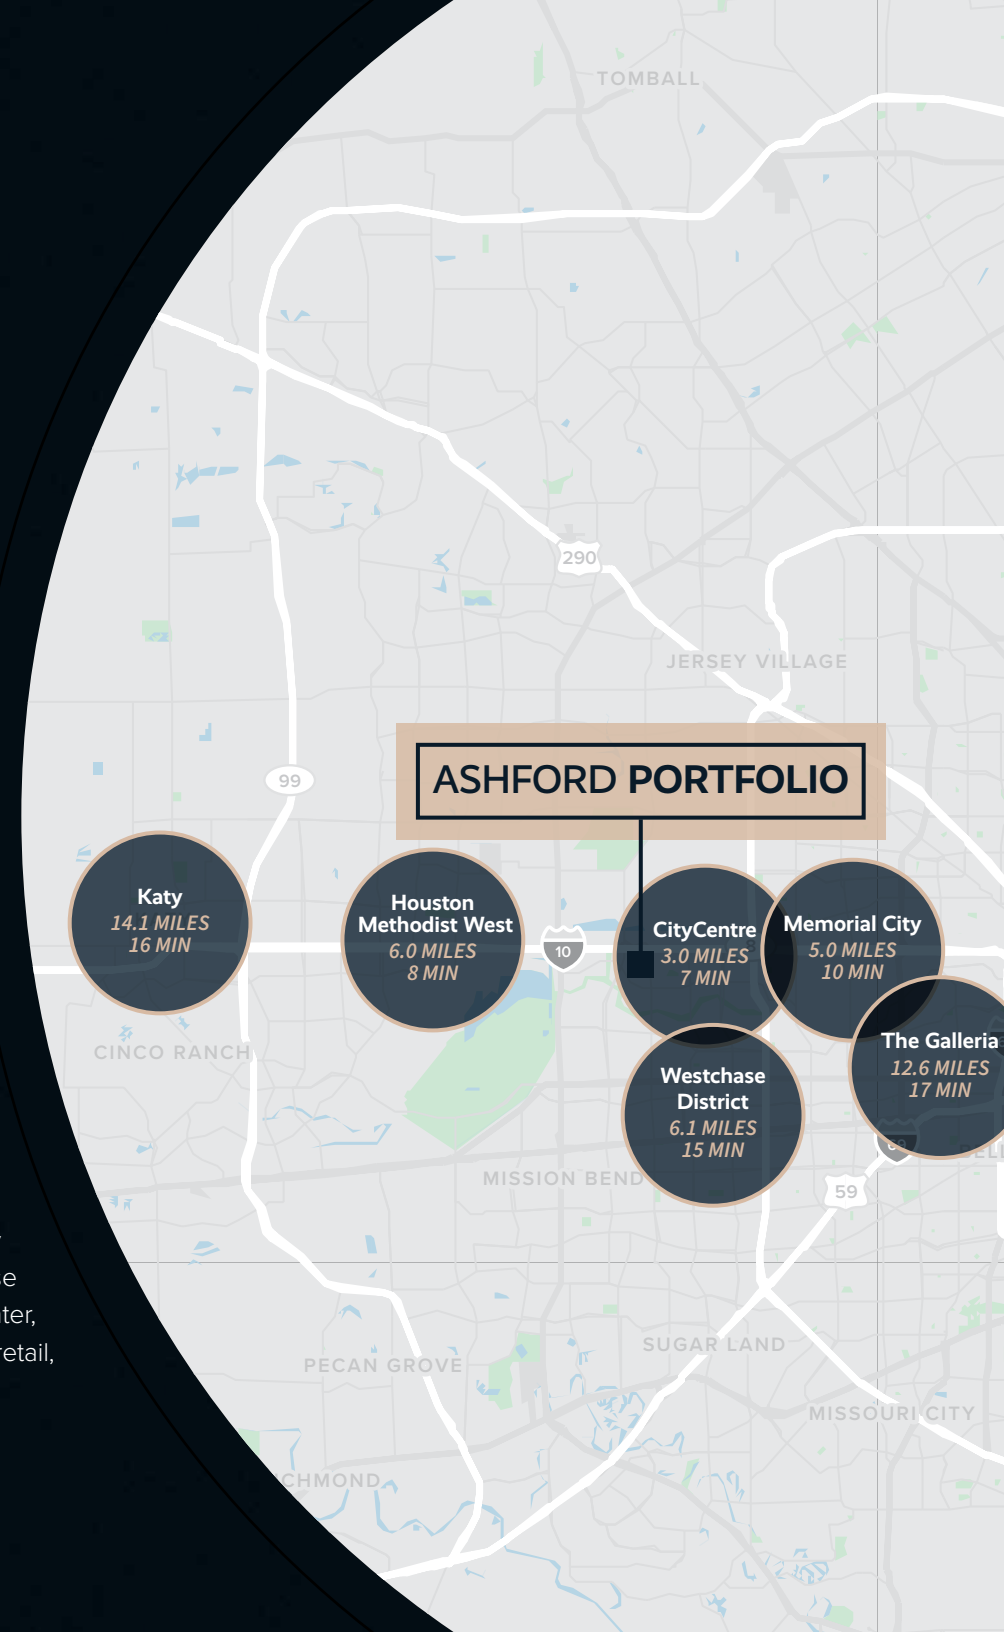 TOMBALL
290
JERSEY VILLAGE
ASHFORD PORTFOLIO
99
Katy
14.1 MILES
16 MIN
Houston
Methodist West
6.0 MILES
8 MIN
10
CityCentre
3.0 MILES
7 MIN
Memorial City
5.0 MILES
10 MIN
The Galleria
12.6 MILES
17 MIN
Westchase
District
6.1 MILES
15 MIN
CINCO RANCH
69
MISSION BEND
59
retail,
SUGAR LAND
PECAN GROVE
MISSOURI CITY